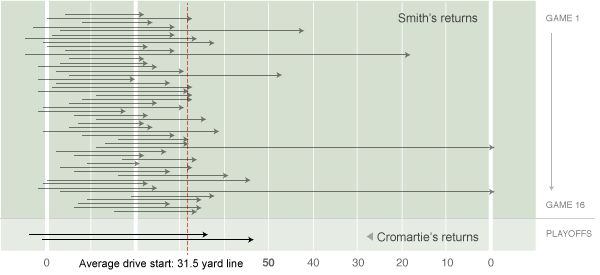 Smith's returns
GAME 1
GAME 16
Cromartie's returns
PLAYOFFS
0
Average drive start: 31.5 yard line
50
40
30
20
10
0